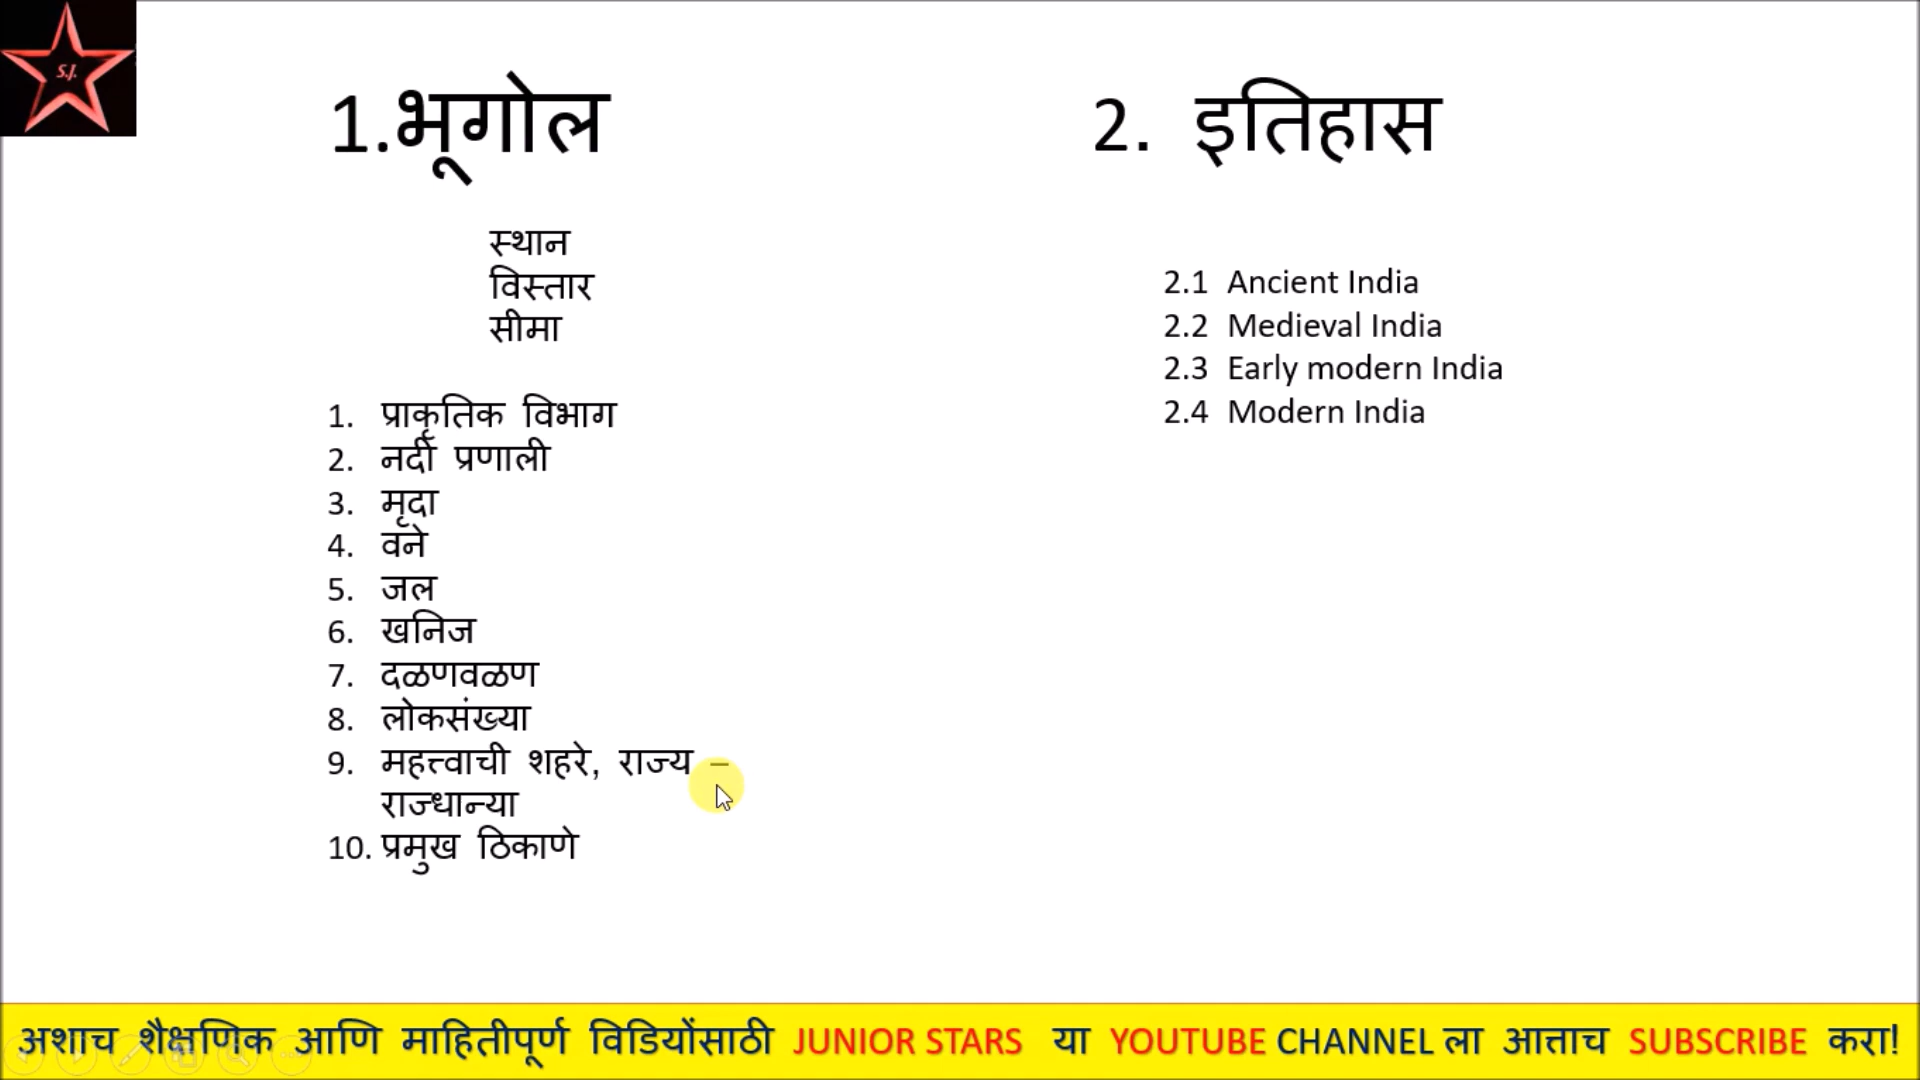 S.J.
1.भूगोल
स्थान
विस्तार
सीमा
1. प्राकृतिक विभाग
2. नदी प्रणाली
3. मृदा
4. वने
5. जल
6. खनिज
7. दळणवळण
8. लोकसंख्या
9. महत्त्वाची शहरे, राज्य –
राज्धान्या
10. प्रमुख ठिकाणे
2. इतिहास
2.1 Ancient India
2.2 Medieval India
2.3 Early modern India
2.4 Modern India
अशाच शैक्षणिक आणि माहितीपूर्ण विडियोंसाठी JUNIOR STARS या YOUTUBE CHANNEL ला आत्ताच SUBSCRIBE करा!